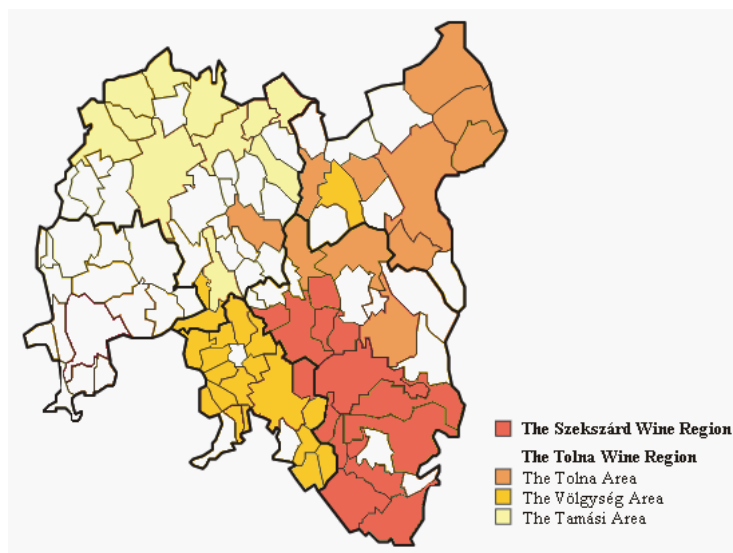 The Szekszárd Wine Region
The Tolna Wine Region
The Tolna Area
The Völgység Area
The Tamási Area